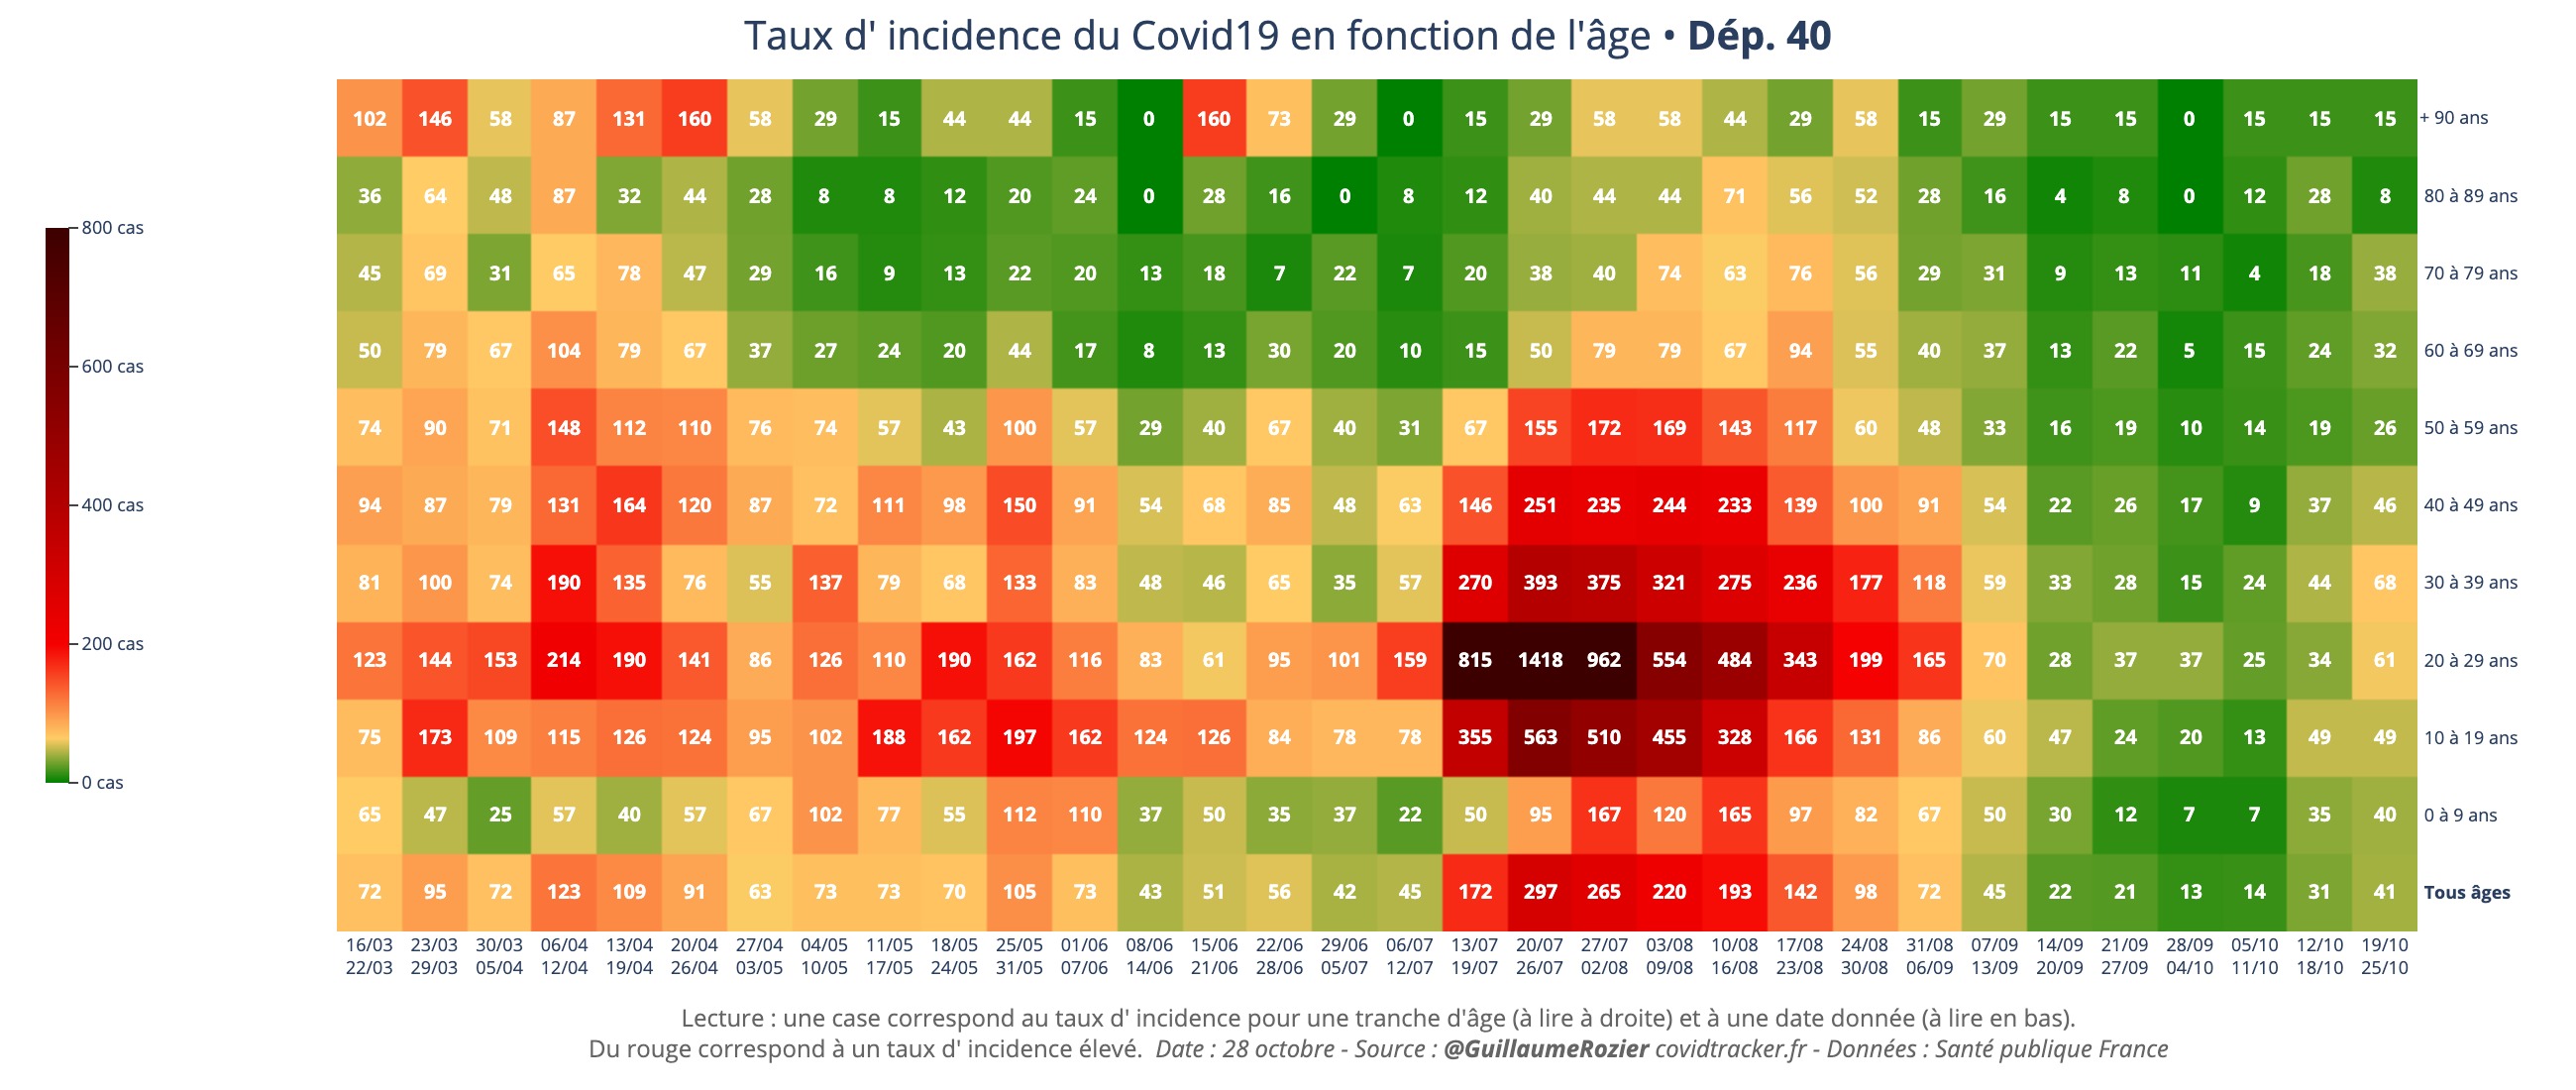 Taux d' incidence du Covid19 en fonction de l'âge • Dép. 40
102 146 58 87 131 160 58 29 15 44 44 15 0 160 73 29 0 15 29 58 58 44 29 58 15 29 15 15 0 15 15 15 + 90 ans
36 64 48 87 32 44 28 8 8 12 20 24 0 28 16 0 8 12 40 44 44 71 56 52 28 16 4 8 0 12 28 8 80 à 89 ans
800 cas
45 69 31 65 78 47 29 16 9 13 22 20 13 18 7 22 7 20 38 40 74 63 76 56 29 31 9 13 11 4 18 38 70 à 79 ans
50 79 67 104 79 67 37 27 24 20 44 17 8 13 30 20 10 15 50 79 79 67 94 55 40 37 13 22 5 15 24 32 60 à 69 ans
600 cas
74 90 71 148 112 110 76 74 57 43 100 57 29 40 67 40 31 67 155 172 169 143 117 60 48 33 16 19 10 14 19 26 50 à 59 ans
400 cas
94 87 79 131 164 120 87 72 111 98 150 91 54 68 85 48 63 146 251 235 244 233 139 100 91 54 22 26 17 9 37 46 40 à 49 ans
81 100 74 190 135 76 55 137 79 68 133 83 48 46 65 35 57 270 393 375 321 275 236 177 118 59 33 28 15 24 44 68 30 à 39 ans
200 cas
123 144 153 214 190 141 86 126 110 190 162 116 83 61 95 101 159 815 1418 962 554 484 343 199 165 70 28 37 37 25 34 61 20 à 29 ans
75 173 109 115 126 124 95 102 188 162 197 162 124 126 84 78 78 355 563 510 455 328 166 131 86 60 47 24 20 13 49 49 10 à 19 ans
0 cas
65 47 25 57 40 57 67 102 77 55 112 110 37 50 35 37 22 50 95 167 120 165 97 82 67 50 30 12 7 7 35 40 0 à 9 ans
72 95 72 123 109 91 63 73 73 70 105 73 43 51 56 42 45 172 297 265 220 193 142 98 72 45 22 21 13 14 31 41 Tous âges
16/03 23/03 30/03 06/04 13/04 20/04 27/04 04/05 11/05 18/05 25/05 01/06 08/06 15/06 22/06 29/06 06/07 13/07 20/07 27/07 03/08 10/08 17/08 24/08 31/08 07/09 14/09 21/09 28/09 05/10 12/10 19/10
22/03 29/03 05/04 12/04 19/04 26/04 03/05 10/05 17/05 24/05 31/05 07/06 14/06 21/06 28/06 05/07 12/07 19/07 26/07 02/08 09/08 16/08 23/08 30/08 06/09 13/09 20/09 27/09 04/10 11/10 18/10 25/10
Lecture : une case correspond au taux d' incidence pour une tranche d'âge (à lire à droite) et à une date donnée (à lire en bas).
Du rouge correspond à un taux d' incidence élevé. Date : 28 octobre - Source : @GuillaumeRozier covidtracker.fr - Données : Santé publique France